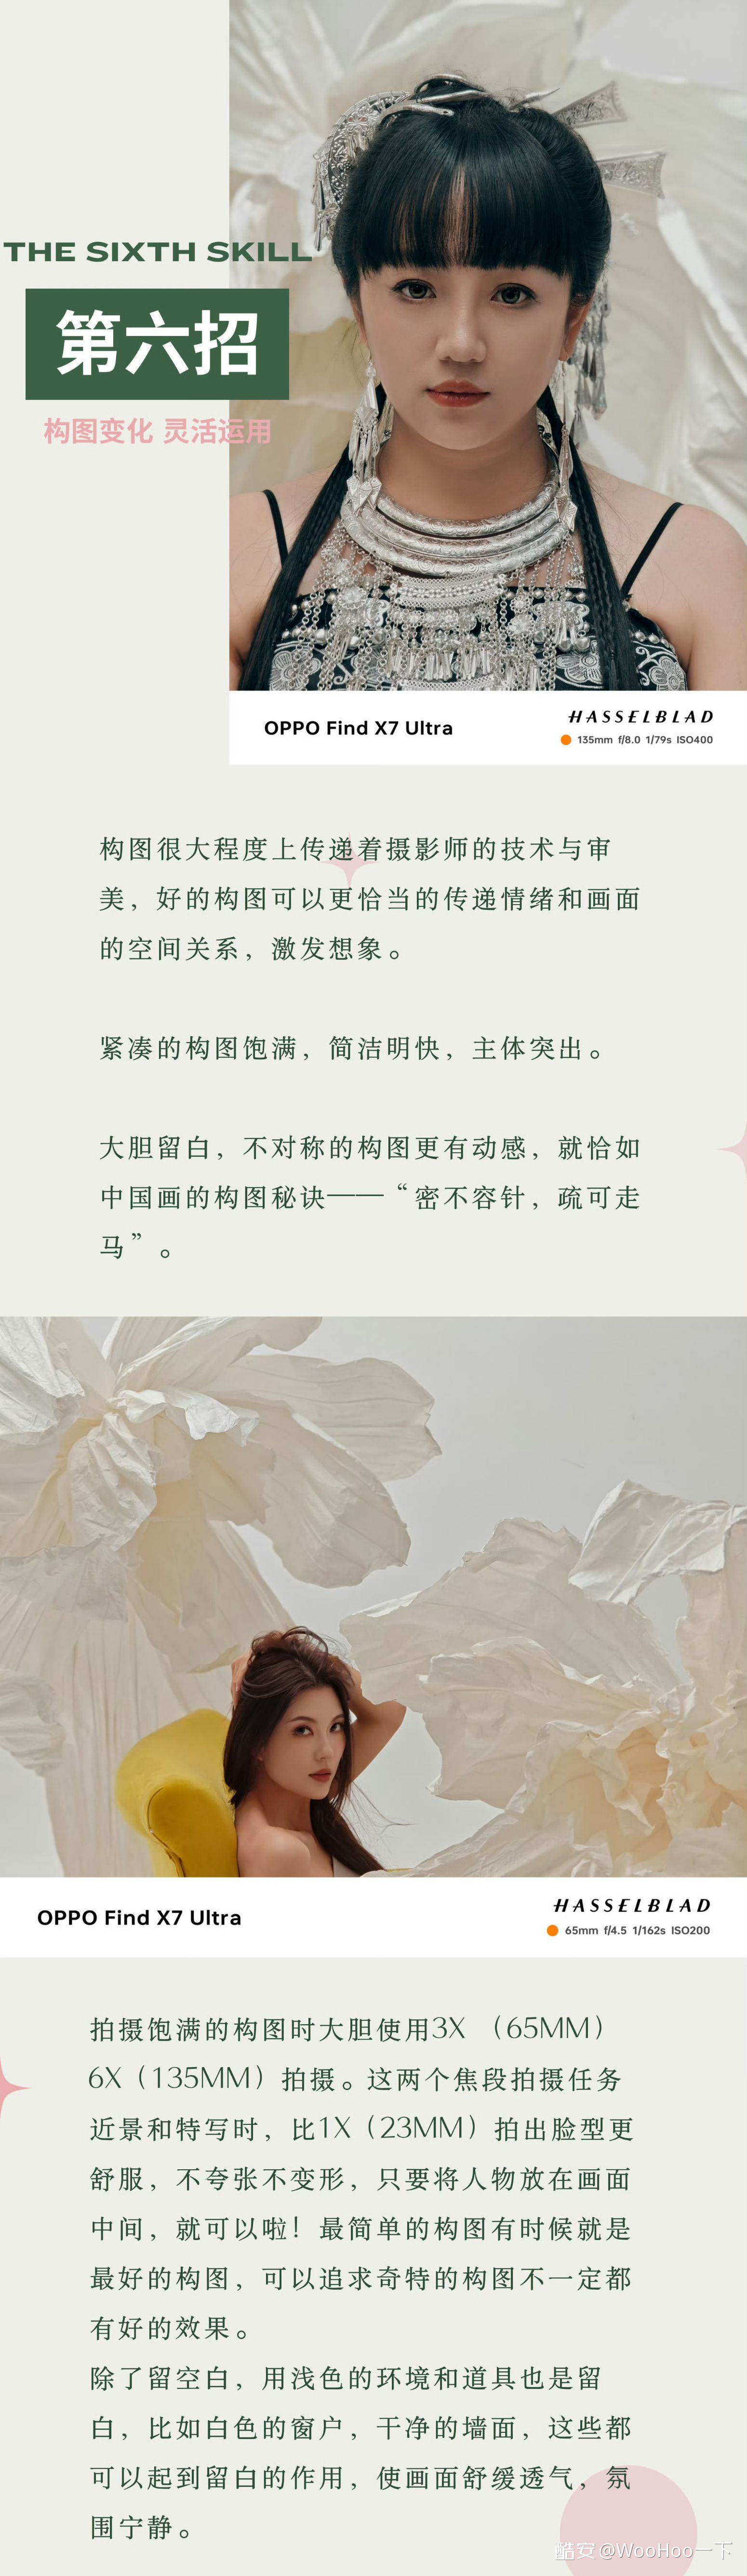 THE SIXTH SKILL
第六招
构图变化 灵活运用
OPPO Find X7 Ultra
HASSELBLAD
135mm f/8.0 1/79s ISO400
构图很大程度上传递着摄影师的技术与审
美，好的构图可以更恰当的传递情绪和画面
的空间关系，激发想象。
紧凑的构图饱满，简洁明快，主体突出。
大胆留白，不对称的构图更有动感，就恰如
中国画的构图秘诀——“密不容针，疏可走
马”。
OPPO Find X7 Ultra
HASSELBLAD
65mm f/4.5 1/162s ISO200
拍摄饱满的构图时大胆使用3X （65MM）
6X（135MM）拍摄。这两个焦段拍摄任务
近景和特写时，比1X（23MM）拍出脸型更
舒服，不夸张不变形，只要将人物放在画面
中间，就可以啦！最简单的构图有时候就是
最好的构图，可以追求奇特的构图不一定都
有好的效果。
除了留空白，用浅色的环境和道具也是留
白，比如白色的窗户，干净的墙面，这些都
可以起到留白的作用，使画面舒缓透气，氛
围宁静。
酷安@WooHoo一下